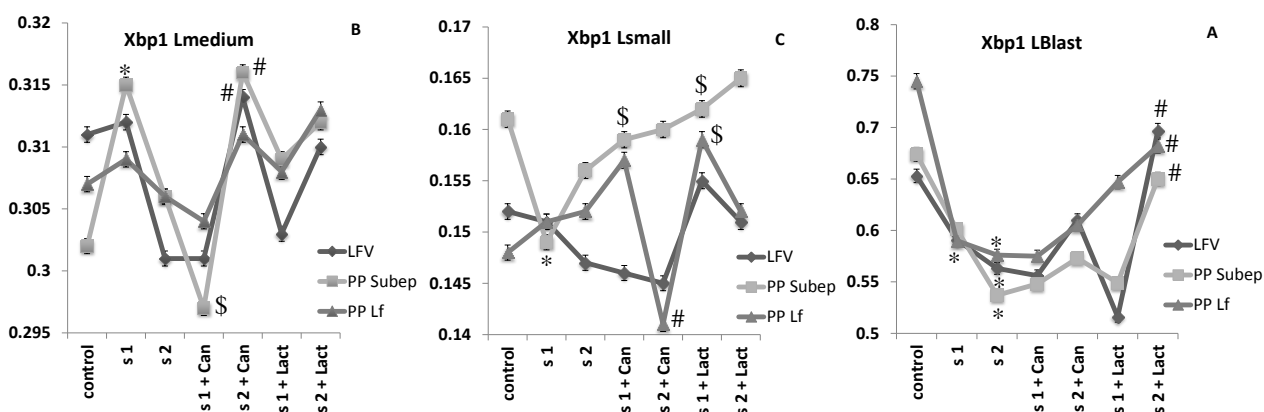 Xbp1 Lmedium
B
0.32
0.315
0.31
0.305
0.3
0.295
*
#
#
$
LFV
PP Subep
PP Lf
control
s 1
s 2
s 1 + Can
s 2 + Can
s 1 + Lact
s 2 + Lact
Xbp1 Lsmall
C
0.17
0.165
0.16
0.155
0.15
0.145
0.14
*
$
$
$
#
LFV
PP Subep
PP Lf
control
s 1
s 2
s 1 + Can
s 2 + Can
s 1 + Lact
s 2 + Lact
Xbp1 LBlast
A
0.8
0.75
0.7
0.65
0.6
0.55
0.5
*
*
*
*
#
#
#
LFV
PP Subep
PP Lf
control
s 1
s 2
s 1 + Can
s 2 + Can
s 1 + Lact
s 2 + Lact